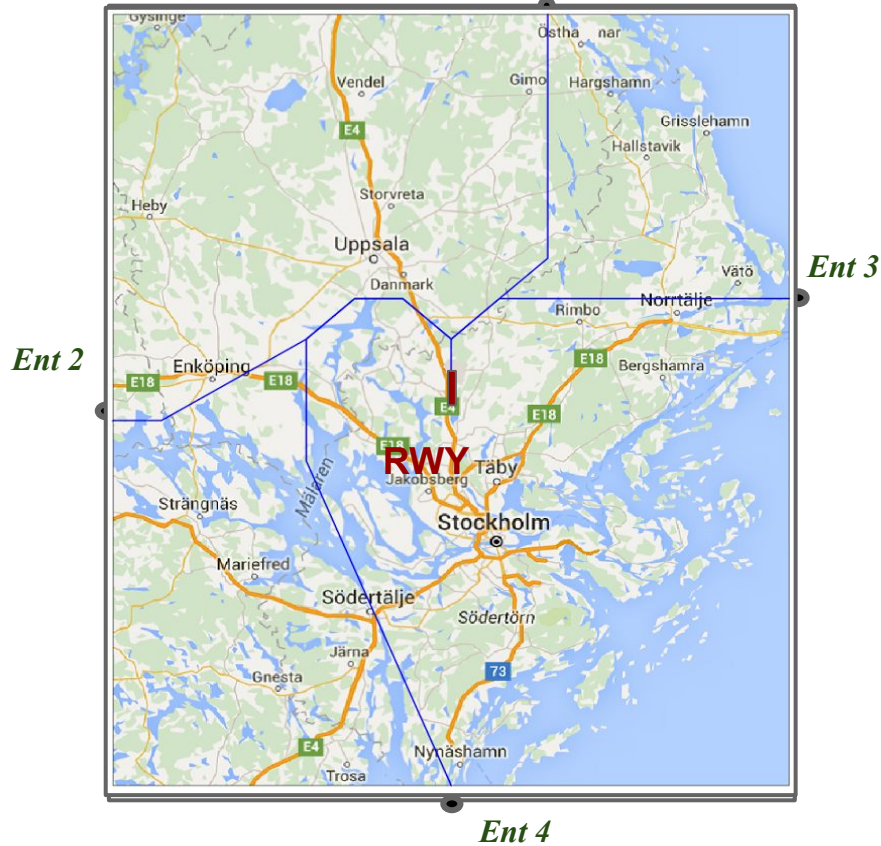 Gysinge
Östha nar
Vendel
Gimo
Hargshamn
E4
Grisslehamn
Hallstavik
Storvreta
Heby
Uppsala
Danmark
Vätö
Ent 3
Norrtälje
Rimbo
Ent 2
Enköping
E18
E18
E18
Bergshamra
E4
E18
E18
RWY
Täby
Jakobsberg
Mälaren
Strängnäs
Stockholm
Mariefred
Södertälje
Södertörn
Järna
Gnesta
73
E4
Nynäshamn
Trosa
Ent 4